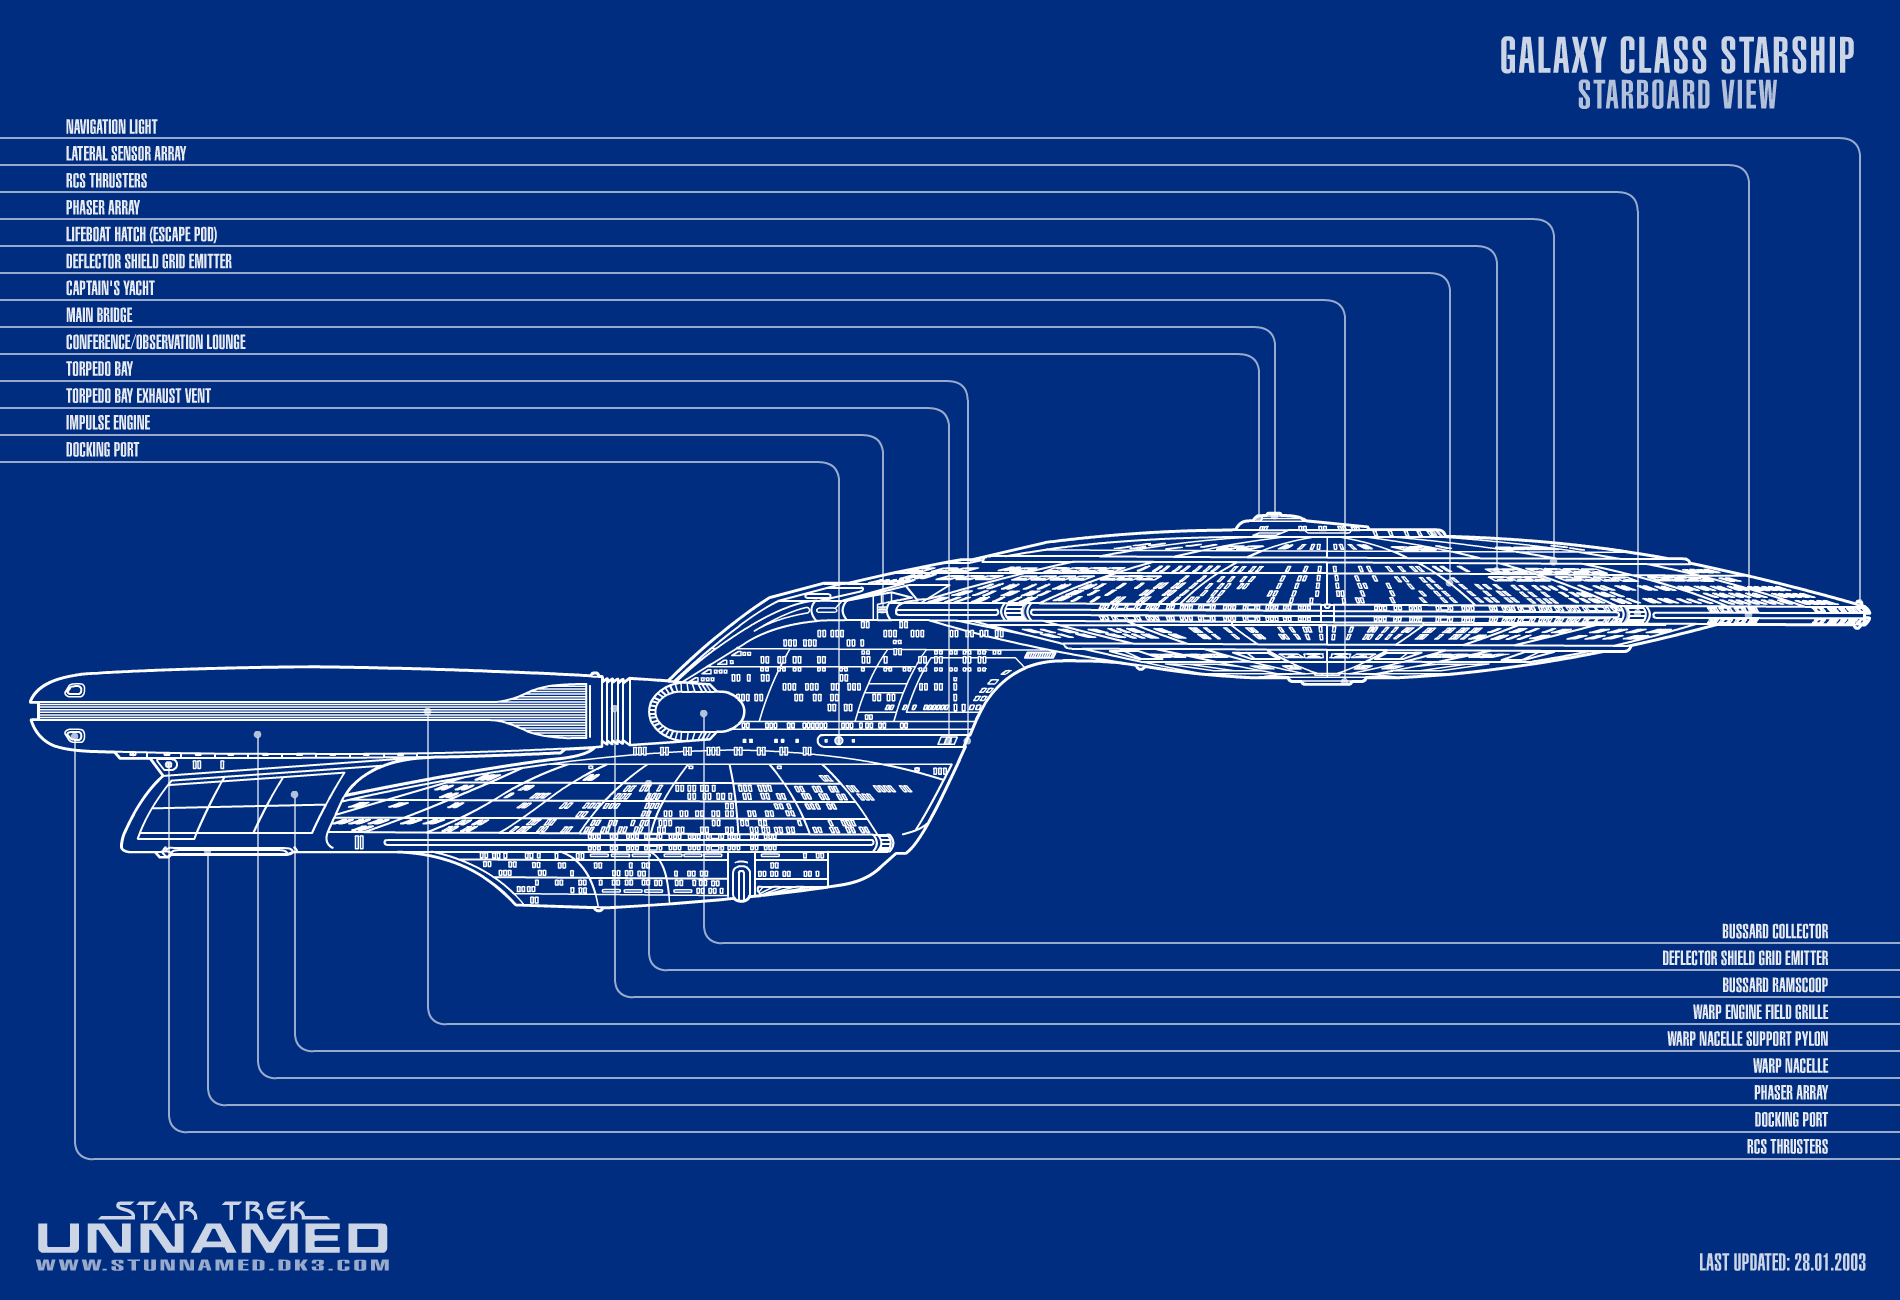 GALAXY CLASS STARSHIP
STARBOARD VIEW
NAVIGATION LIGHT
LATERAL SENSOR ARRAY
RCS THRUSTERS
PHASER ARRAY
LIFEBOAT HATCH (ESCAPE POD)
DEFLECTOR SHIELD GRID EMITTER
CAPTAIN'S YACHT
MAIN BRIDGE
CONFERENCE/OBSERVATION LOUNGE
TORPEDO BAY
TORPEDO BAY EXHAUST VENT
IMPULSE ENGINE
DOCKING PORT
BUSSARD COLLECTOR
DEFLECTOR SHIELD GRID EMITTER
BUSSARD RAMSCOOP
WARP ENGINE FIELD GRILLE
WARP NACELLE SUPPORT PYLON
WARP NACELLE
PHASER ARRAY
DOCKING PORT
RCS THRUSTERS
STAR TREK
UNNAMED
WWW.STUNNAMED.DK3.COM
LAST UPDATED: 28.01.2003